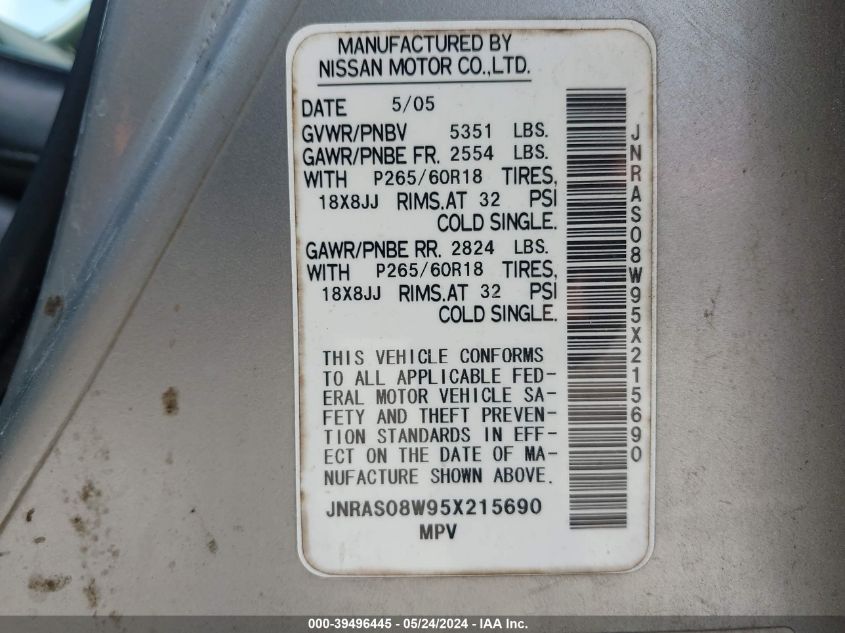 MANUFACTURED BY
NISSAN MOTOR CO.,LTD.
DATE 5/05
GVWR/PNBV 5351 LBS.
GAWR/PNBE FR. 2554 LBS.
WITH P265/60R18 TIRES,
18X8JJ RIMS.AT 32 PSI
COLD SINGLE.
GAWR/PNBE RR. 2824 LBS.
WITH P265/60R18 TIRES,
18X8JJ RIMS.AT 32 PSI
COLD SINGLE.
THIS VEHICLE CONFORMS
TO ALL APPLICABLE FED-
ERAL MOTOR VEHICLE SA-
FETY AND THEFT PREVEN-
TION STANDARDS IN EFF-
ECT ON THE DATE OF MA-
NUFACTURE SHOWN ABOVE.
JNRAS08W95X215690
MPV
JNRAS08W95X215690
000-39496445 - 05/24/2024 - IAA Inc.